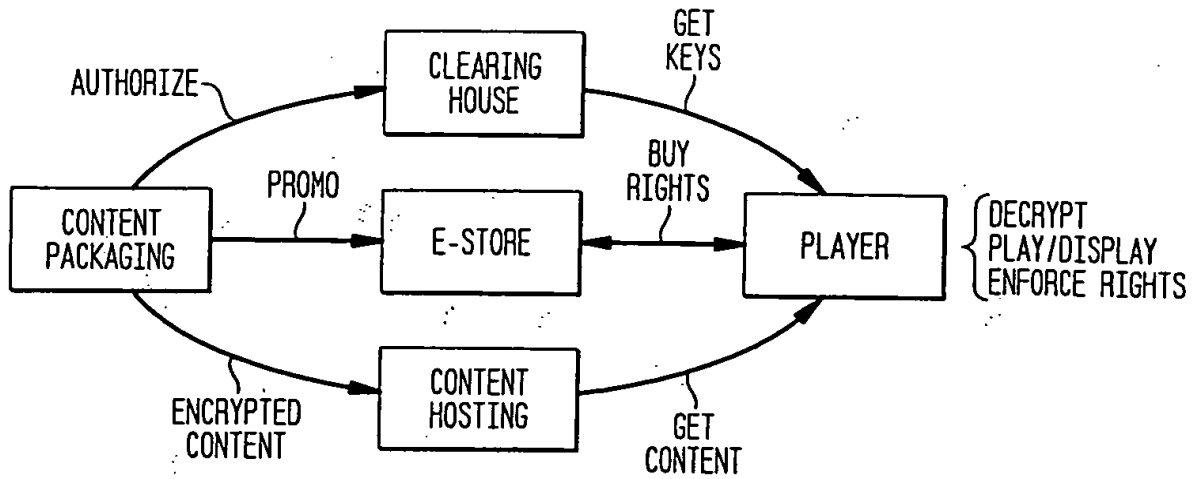 GET
KEYS
CLEARING
HOUSE
AUTHORIZE
BUY
RIGHTS
PROMO
CONTENT
PACKAGING
E-STORE
PLAYER
DECRYPT
PLAY/DISPLAY
ENFORCE RIGHTS
CONTENT
HOSTING
ENCRYPTED
CONTENT
GET
CONTENT